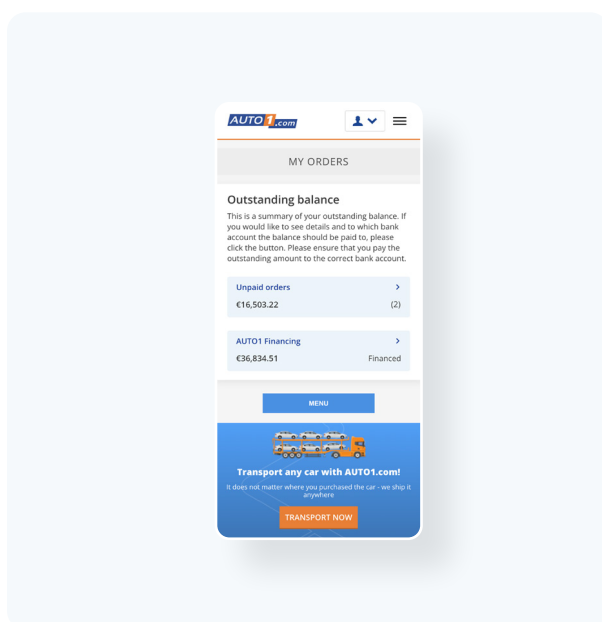 AUTO1.com
MY ORDERS
Outstanding balance
This is a summary of your outstanding balance. If
you would like to see details and to which bank
account the balance should be paid to, please
click the button. Please ensure that you pay the
outstanding amount to the correct bank account.
Unpaid orders
€16,503.22 (2)
AUTO1 Financing
€36,834.51 Financed
MENU
Transport any car with AUTO1.com!
It does not matter where you purchased the car - we ship it
anywhere
TRANSPORT NOW